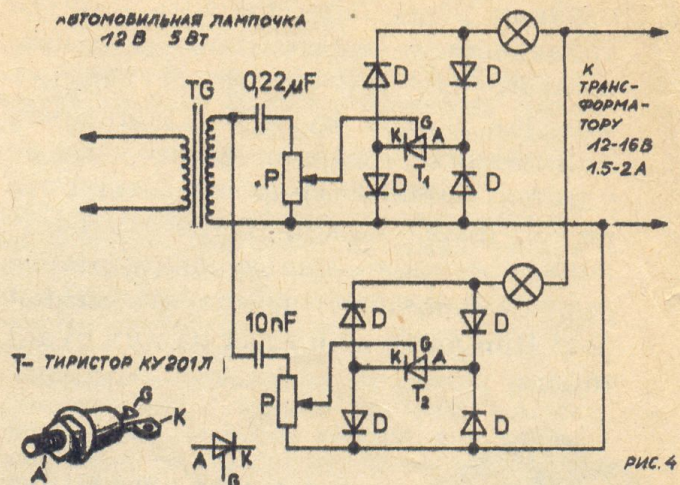 АВТОМОБИЛЬНАЯ ЛАМПОЧКА
12 В 5 Вт
TG
0,22µF
P
D
D
K
G
A
T1
D
D
К
ТРАНС-
ФОРМА-
ТОРУ
12-16В
1.5-2А
10nF
P
D
D
K
G
A
T2
D
D
Т- ТИРИСТОР КУ201Л
G
K
A
A
K
G
РИС. 4